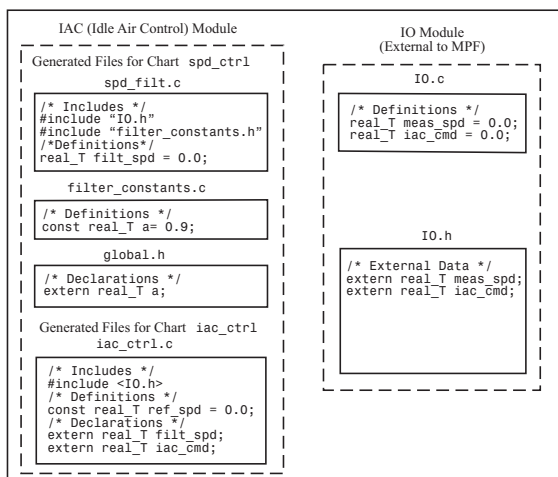 IAC (Idle Air Control) Module
Generated Files for Chart spd_ctrl
spd_filt.c
/* Includes */
#include “IO.h”
#include “filter_constants.h”
/*Definitions*/
real_T filt_spd = 0.0;
filter_constants.c
/* Definitions */
const real_T a= 0.9;
global.h
/* Declarations */
extern real_T a;
Generated Files for Chart iac_ctrl
iac_ctrl.c
/* Includes */
#include <IO.h>
/* Definitions */
const real_T ref_spd = 0.0;
/* Declarations */
extern real_T filt_spd;
extern real_T iac_cmd;
IO Module
(External to MPF)
IO.c
/* Definitions */
real_T meas_spd = 0.0;
real_T iac_cmd = 0.0;
IO.h
/* External Data */
extern real_T meas_spd;
extern real_T iac_cmd;